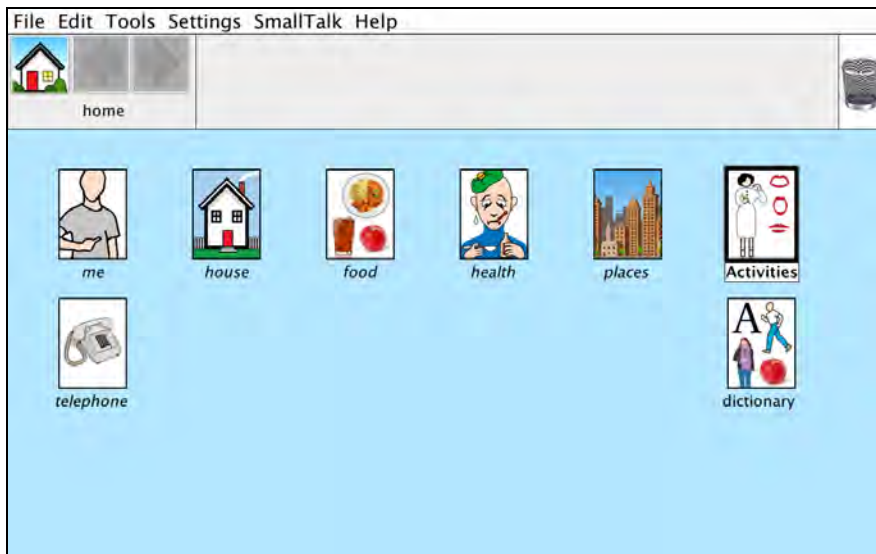 File Edit Tools Settings SmallTalk Help
home
me house food health places Activities
A
telephone dictionary